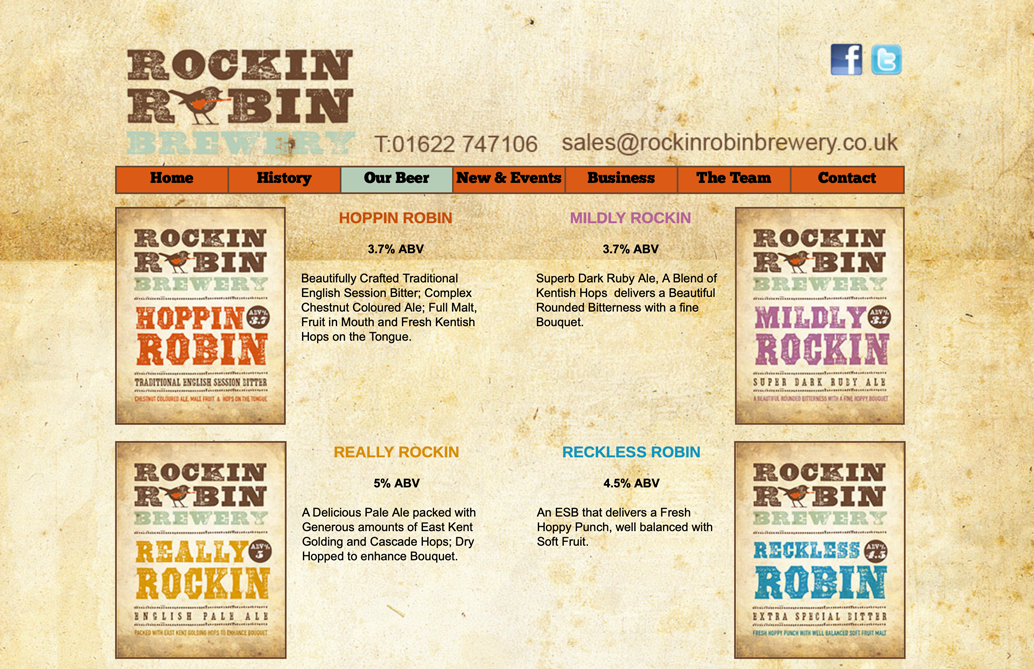 ROCKIN
ROBIN
BREWERY
T:01622 747106
sales@rockinrobinbrewery.co.uk
Home
History
Our Beer
New & Events
Business
The Team
Contact
ROCKIN
ROBIN
BREWERY
HOPPIN
ABV%
3.7
ROBIN
TRADITIONAL ENGLISH SESSION BITTER
CHESTNUT COLOURED ALE, MALT FRUIT & HOPS ON THE TONGUE
HOPPIN ROBIN
3.7% ABV
Beautifully Crafted Traditional
English Session Bitter; Complex
Chestnut Coloured Ale; Full Malt,
Fruit in Mouth and Fresh Kentish
Hops on the Tongue.
MILDLY ROCKIN
3.7% ABV
Superb Dark Ruby Ale, A Blend of
Kentish Hops  delivers a Beautiful
Rounded Bitterness with a fine
Bouquet.
ROCKIN
ROBIN
BREWERY
MILDLY
ABV%
3.7
ROCKIN
SUPER DARK RUBY ALE
A BEAUTIFUL ROUNDED BITTERNESS WITH A FINE HOPPY BOUQUET
ROCKIN
ROBIN
BREWERY
REALLY
ABV%
5
ROCKIN
ENGLISH PALE ALE
PACKED WITH EAST KENT GOLDING HOPS TO ENHANCE BOUQUET
REALLY ROCKIN
5% ABV
A Delicious Pale Ale packed with
Generous amounts of East Kent
Golding and Cascade Hops; Dry
Hopped to enhance Bouquet.
RECKLESS ROBIN
4.5% ABV
An ESB that delivers a Fresh
Hoppy Punch, well balanced with
Soft Fruit.
ROCKIN
ROBIN
BREWERY
RECKLESS
ABV%
4.5
ROBIN
EXTRA SPECIAL BITTER
FRESH HOPPY PUNCH WITH WELL BALANCED SOFT FRUIT MALT